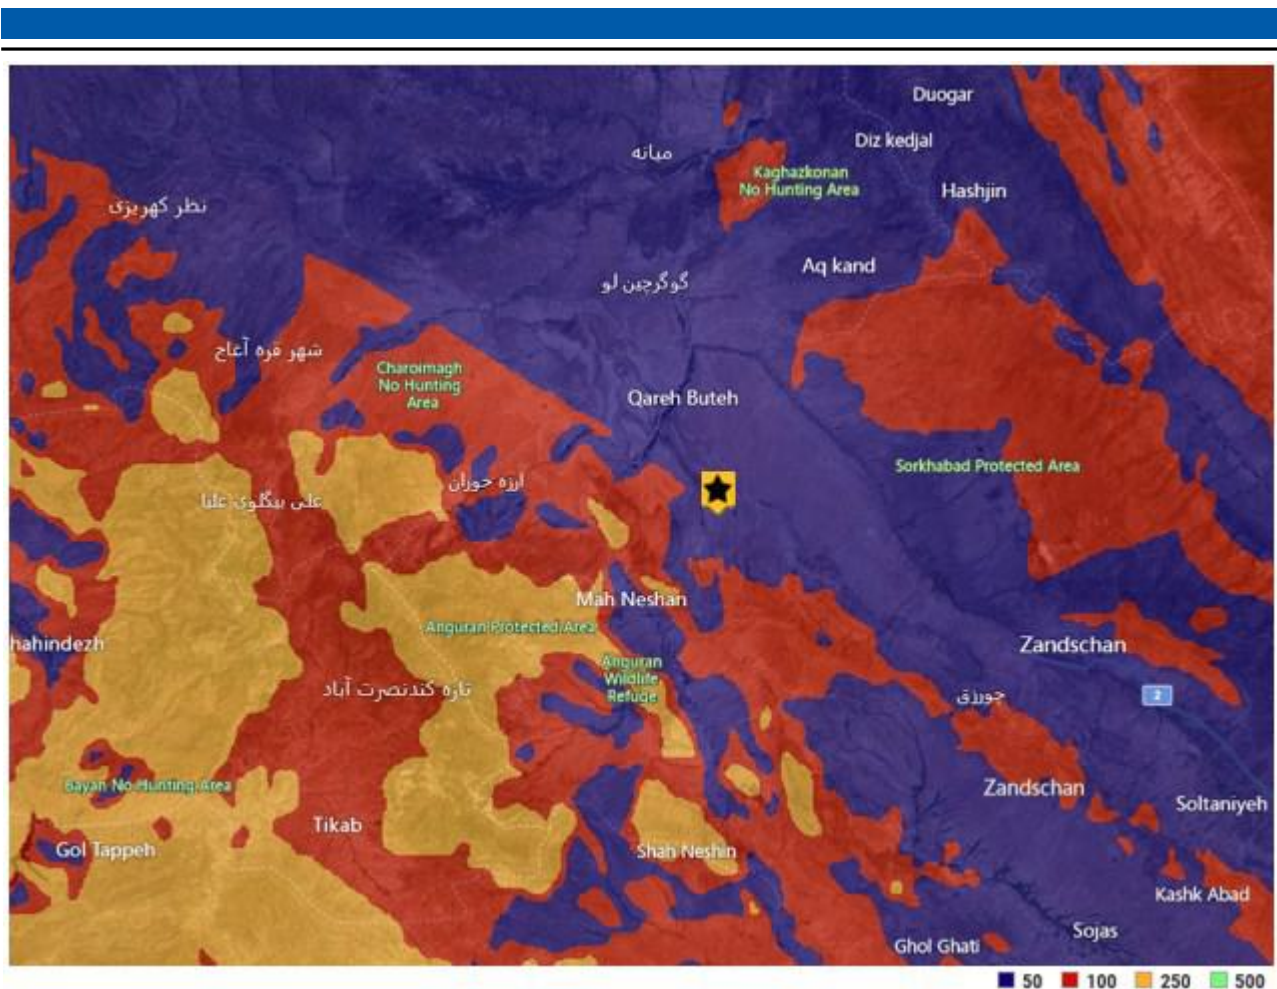 Duogar
Diz kedjal
میانه
Kaghazkonan
No Hunting Area
Hashjin
نظر کهریزی
Aq kand
گوگرچین لو
شهر قره آغاج
Charoimagh
No Hunting
Area
Qareh Buteh
Sorkhabad Protected Area
ارزه جوران
علی بیگلوی علیا
Mah Neshan
Anguran Protected Area
hahindezh
Zandschan
Anguran
Wildlife
Refuge
تازه کندنصرت آباد
جورزق
2
Bayan No Hunting Area
Zandschan
Soltaniyeh
Tikab
Gol Tappeh
Shah Neshin
Kashk Abad
Sojas
Ghol Ghati
50 100 250 500